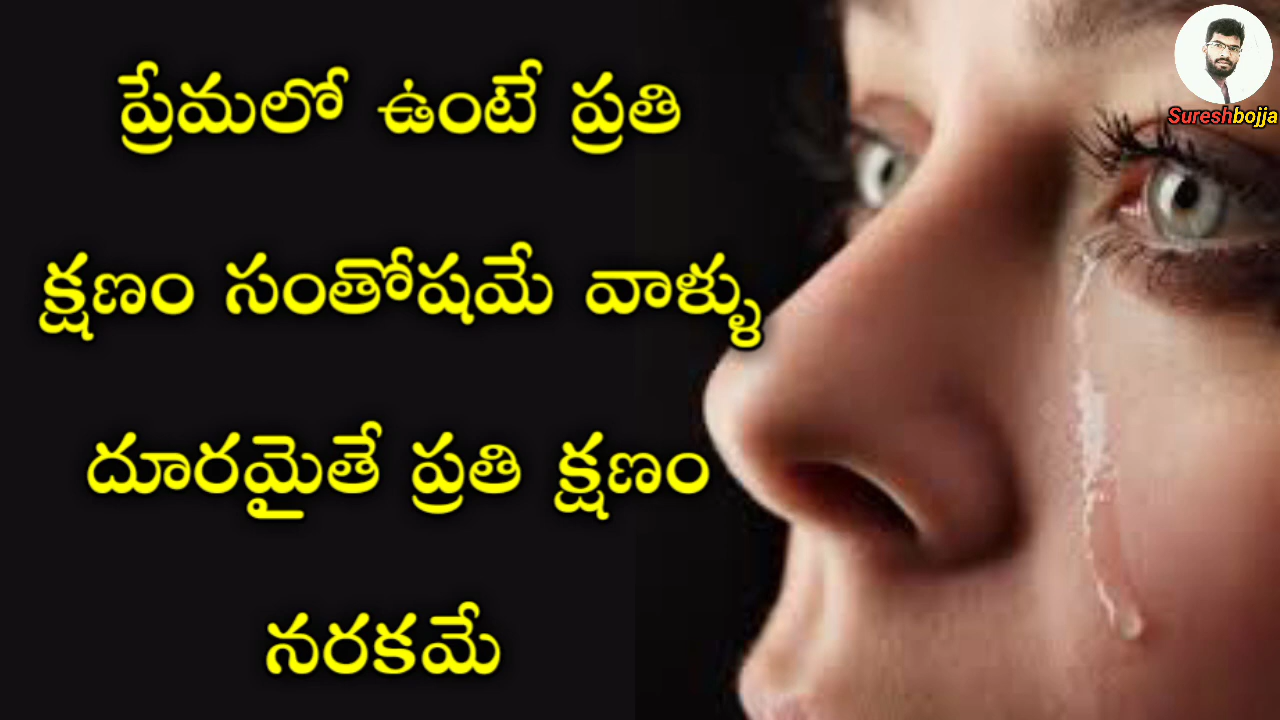 ప్రేమలో ఉంటే ప్రతి
క్షణం సంతోషమే వాళ్ళు
దూరమైతే ప్రతి క్షణం
నరకమే
Sureshbojja